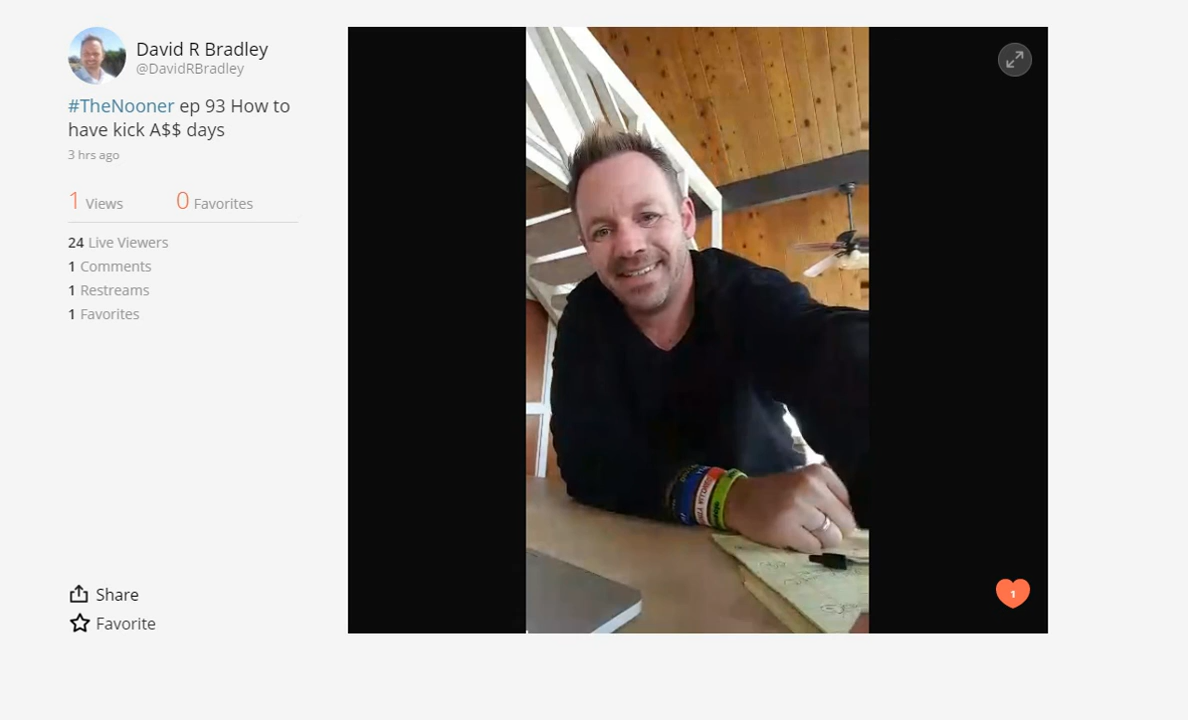 David R Bradley
@DavidRBradley
#TheNooner ep 93 How to
have kick A$$ days
3 hrs ago
1 Views 0 Favorites
24 Live Viewers
1 Comments
1 Restreams
1 Favorites
1
Share
Favorite